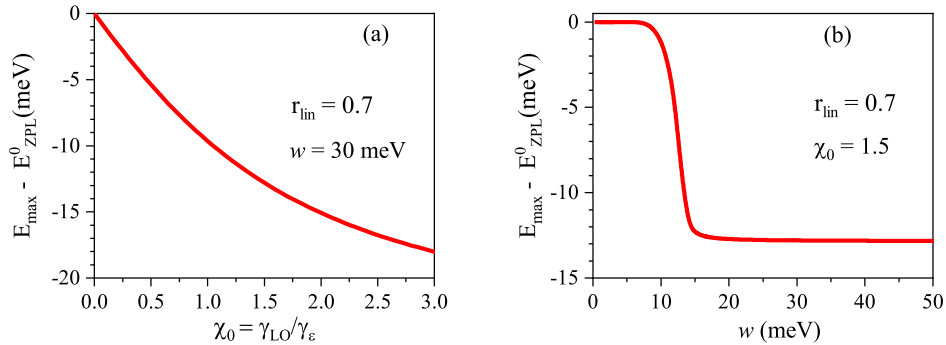 (a)
E_max - E^0_ZPL (meV)
0
-5
-10
-15
-20
r_lin = 0.7
w = 30 meV
0.0 0.5 1.0 1.5 2.0 2.5 3.0
χ_0 = γ_LO/γ_ε
(b)
E_max - E^0_ZPL (meV)
0
-5
-10
-15
r_lin = 0.7
χ_0 = 1.5
0 10 20 30 40 50
w (meV)